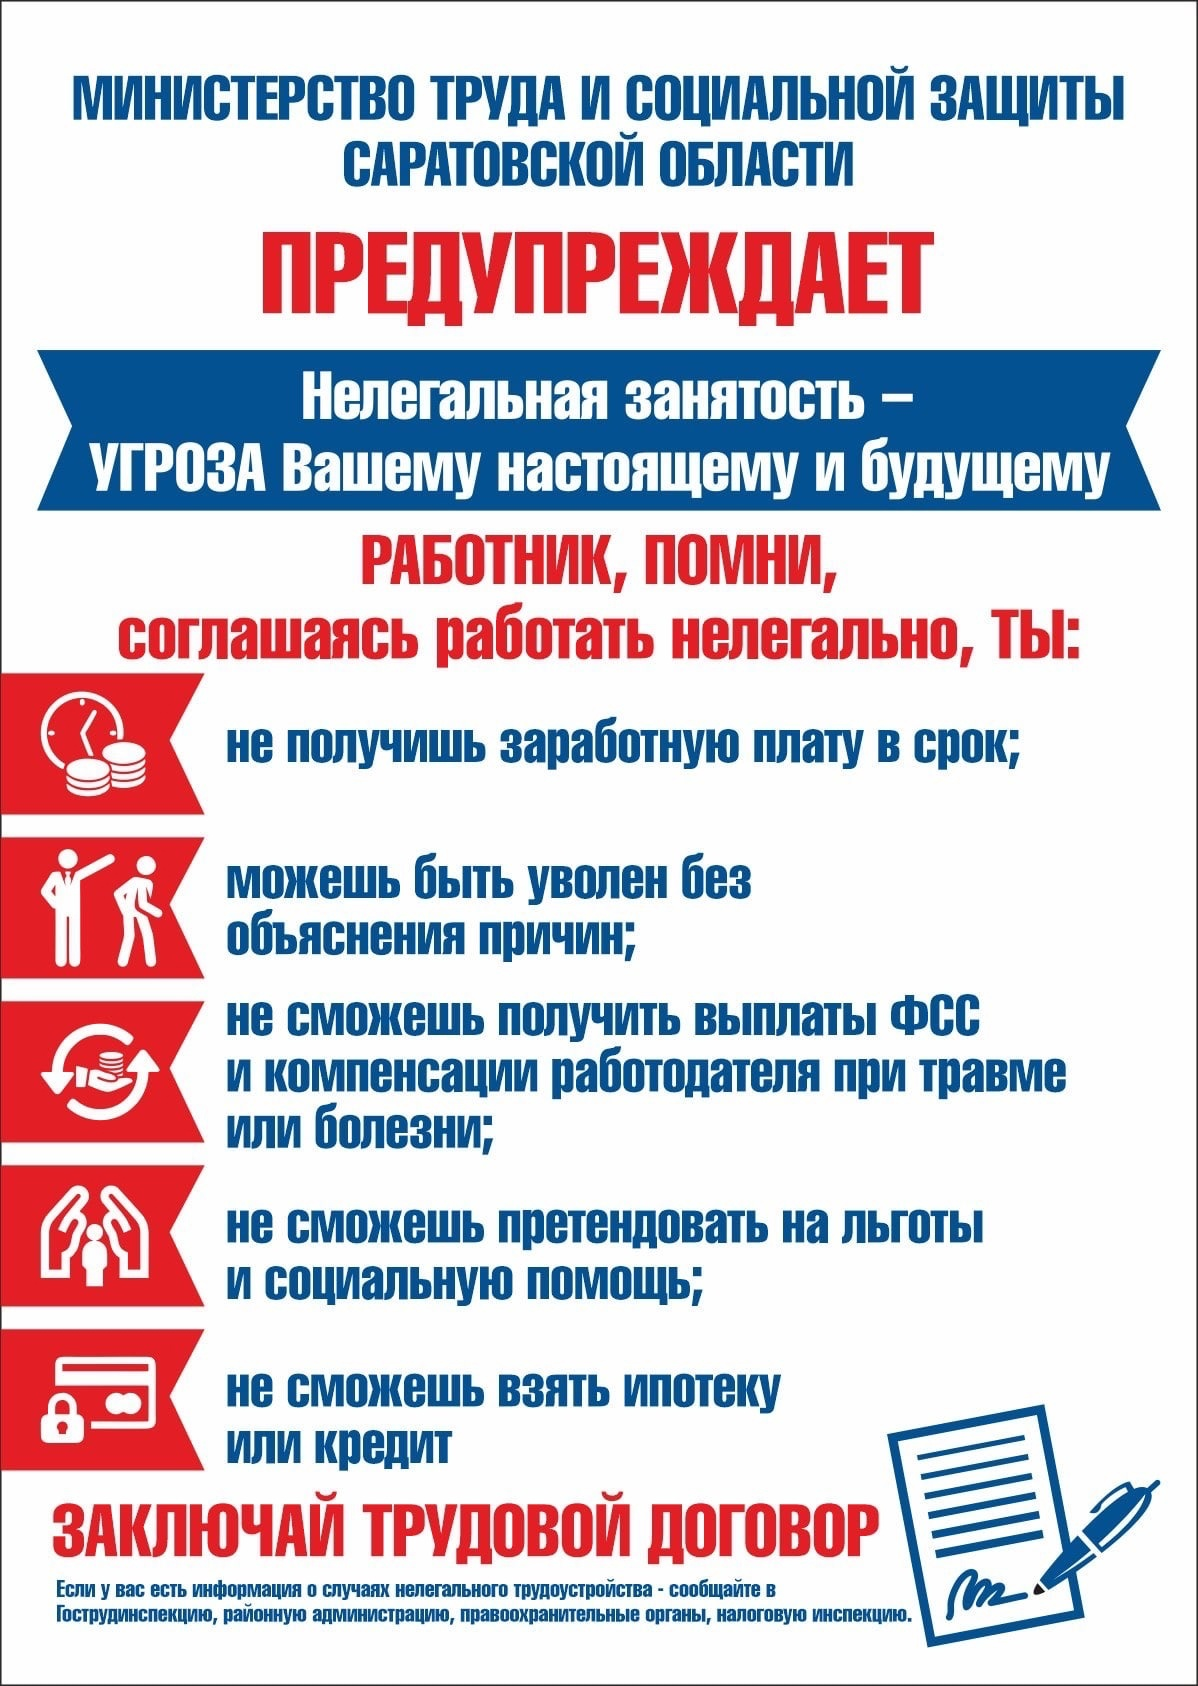 МИНИСТЕРСТВО ТРУДА И СОЦИАЛЬНОЙ ЗАЩИТЫ
САРАТОВСКОЙ ОБЛАСТИ
ПРЕДУПРЕЖДАЕТ
Нелегальная занятость –
УГРОЗА Вашему настоящему и будущему
РАБОТНИК, ПОМНИ,
соглашаясь работать нелегально, ТЫ:
не получишь заработную плату в срок;
можешь быть уволен без
объяснения причин;
не сможешь получить выплаты ФСС
и компенсации работодателя при травме
или болезни;
не сможешь претендовать на льготы
и социальную помощь;
не сможешь взять ипотеку
или кредит
ЗАКЛЮЧАЙ ТРУДОВОЙ ДОГОВОР
Если у вас есть информация о случаях нелегального трудоустройства - сообщайте в
Гострудинспекцию, районную администрацию, правоохранительные органы, налоговую инспекцию.